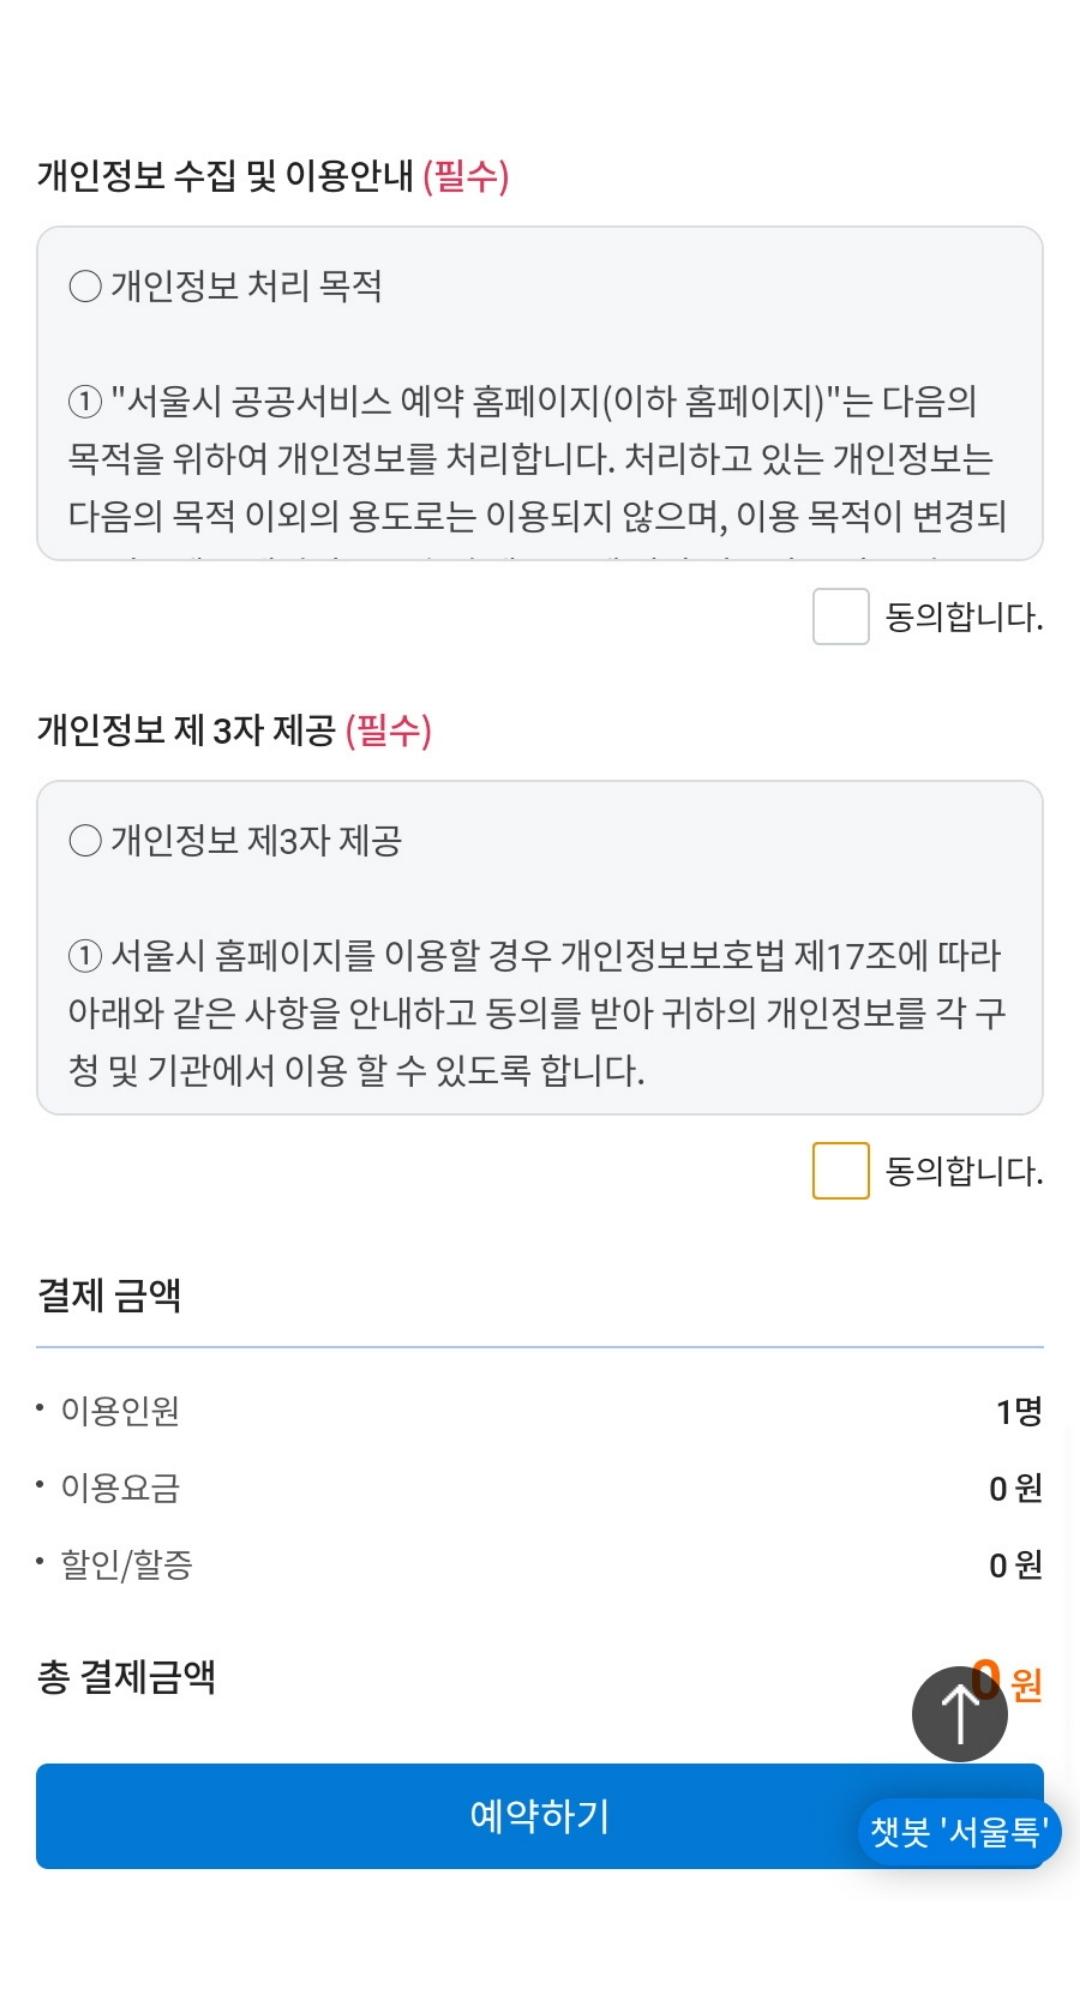 개인정보 수집 및 이용안내 (필수)
○ 개인정보 처리 목적
① "서울시 공공서비스 예약 홈페이지(이하 홈페이지)"는 다음의
목적을 위하여 개인정보를 처리합니다. 처리하고 있는 개인정보는
다음의 목적 이외의 용도로는 이용되지 않으며, 이용 목적이 변경되
동의합니다.
개인정보 제 3자 제공 (필수)
○ 개인정보 제3자 제공
① 서울시 홈페이지를 이용할 경우 개인정보보호법 제17조에 따라
아래와 같은 사항을 안내하고 동의를 받아 귀하의 개인정보를 각 구
청 및 기관에서 이용 할 수 있도록 합니다.
동의합니다.
결제 금액
• 이용인원 1명
• 이용요금 0 원
• 할인/할증 0 원
총 결제금액 0 원
예약하기
챗봇 '서울톡'